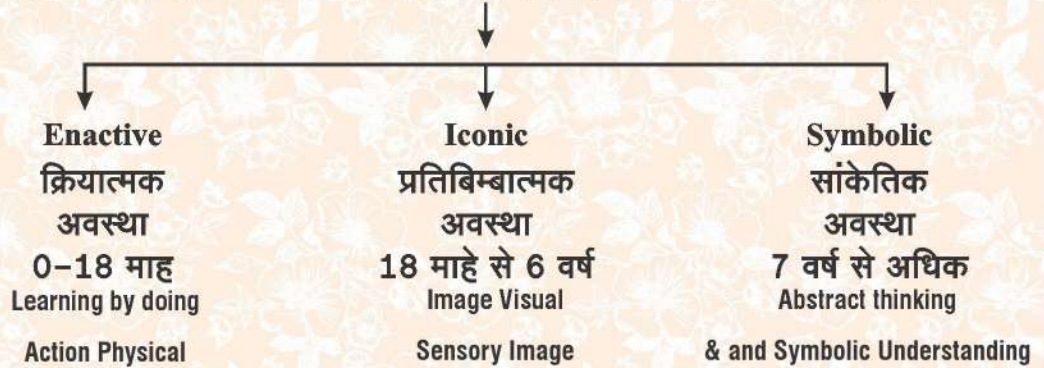 Enactive
क्रियात्मक
अवस्था
0–18 माह
Learning by doing
Action Physical
Iconic
प्रतिबिम्बात्मक
अवस्था
18 माहे से 6 वर्ष
Image Visual
Sensory Image
Symbolic
सांकेतिक
अवस्था
7 वर्ष से अधिक
Abstract thinking
& and Symbolic Understanding